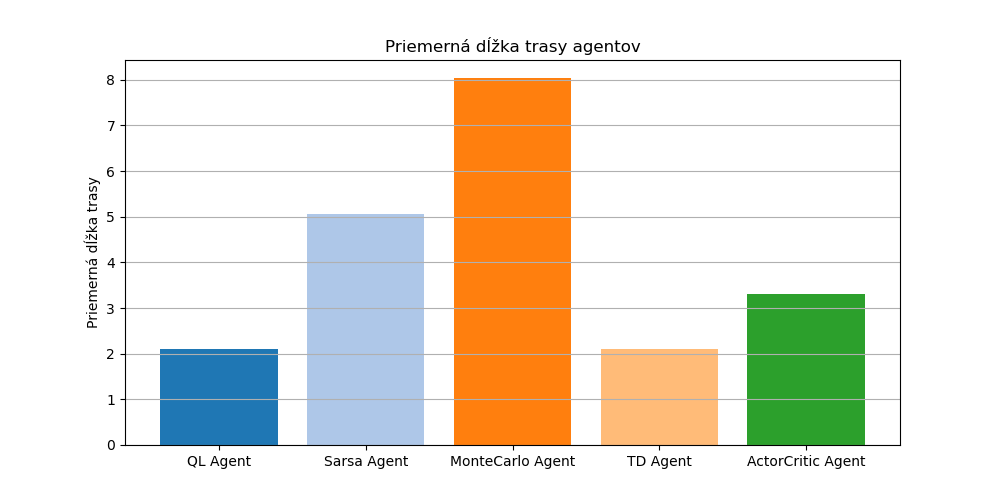 Priemerná dĺžka trasy agentov
Priemerná dĺžka trasy
8
7
6
5
4
3
2
1
0
QL Agent
Sarsa Agent
MonteCarlo Agent
TD Agent
ActorCritic Agent